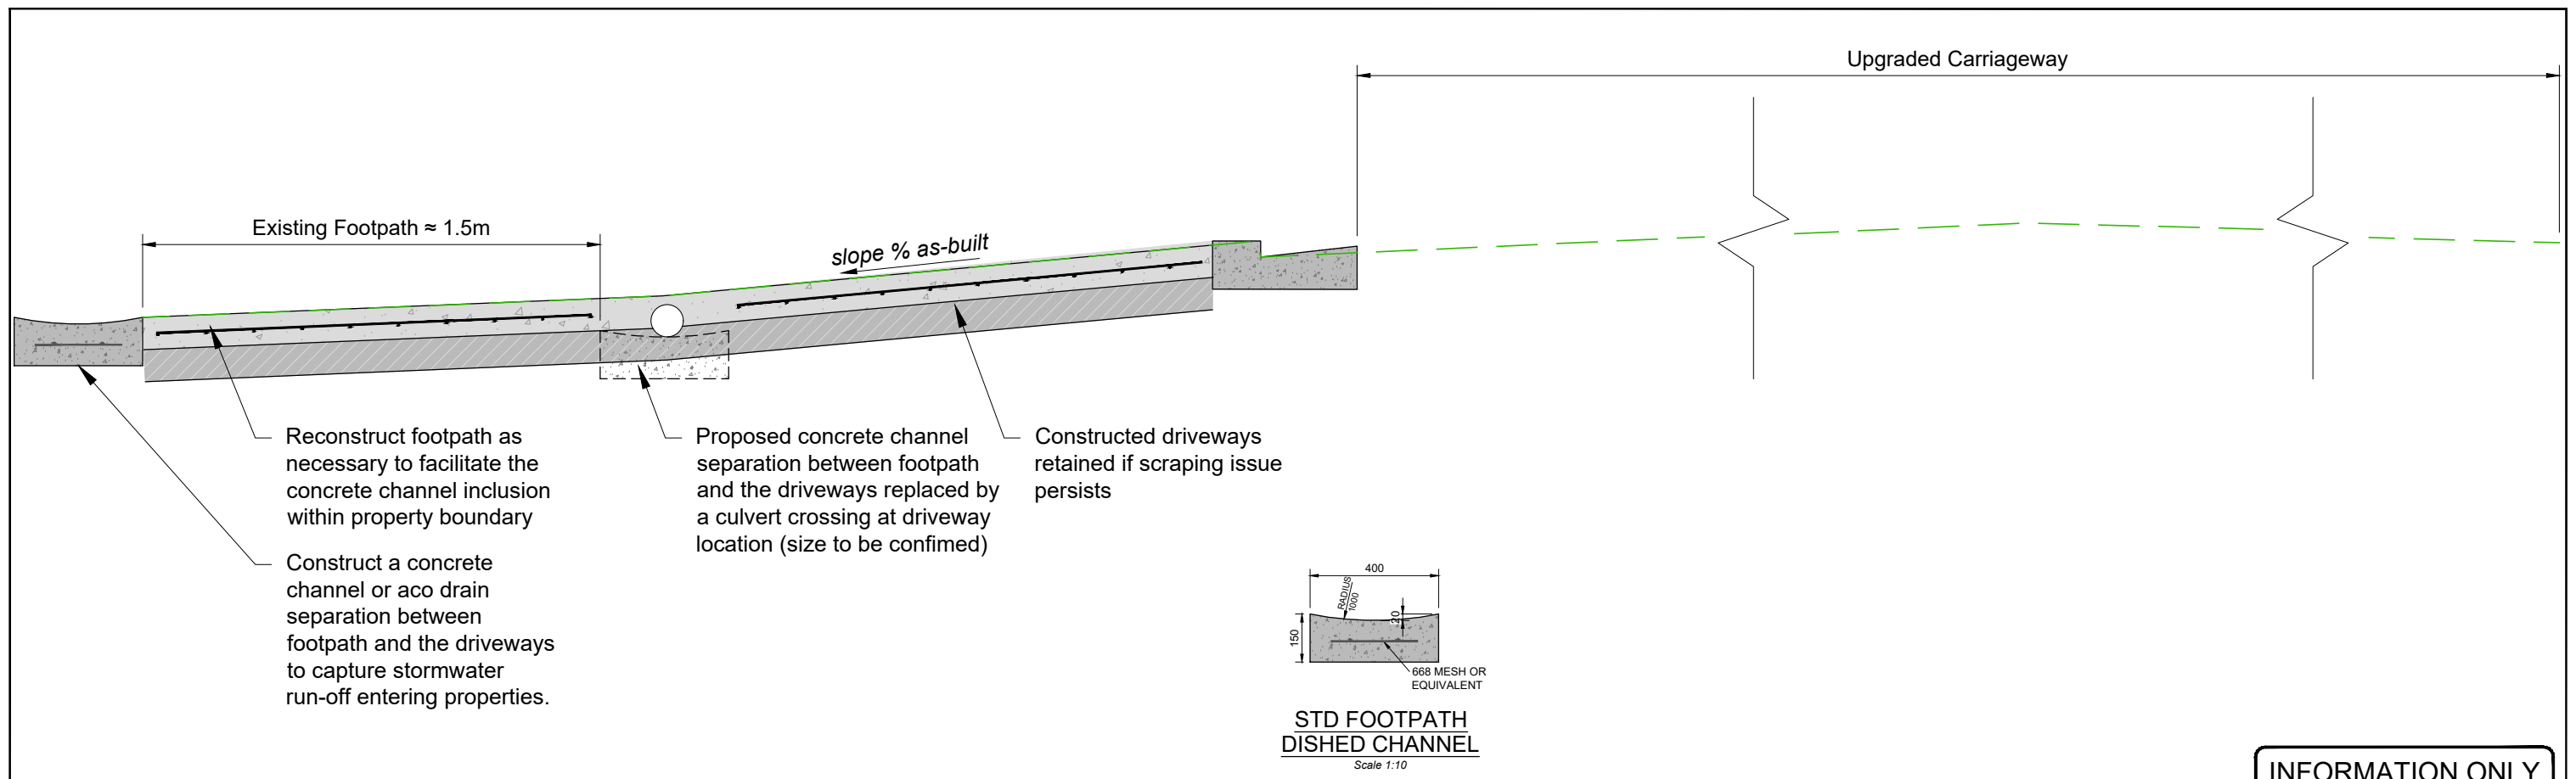 Upgraded Carriageway
Existing Footpath ≈ 1.5m
slope % as-built
Reconstruct footpath as
necessary to facilitate the
concrete channel inclusion
within property boundary
Construct a concrete
channel or aco drain
separation between
footpath and the driveways
to capture stormwater
run-off entering properties.
Proposed concrete channel
separation between footpath
and the driveways replaced by
a culvert crossing at driveway
location (size to be confimed)
Constructed driveways
retained if scraping issue
persists
400
RADIUS
1000
20
150
668 MESH OR
EQUIVALENT
STD FOOTPATH
DISHED CHANNEL
Scale 1:10
INFORMATION ONLY